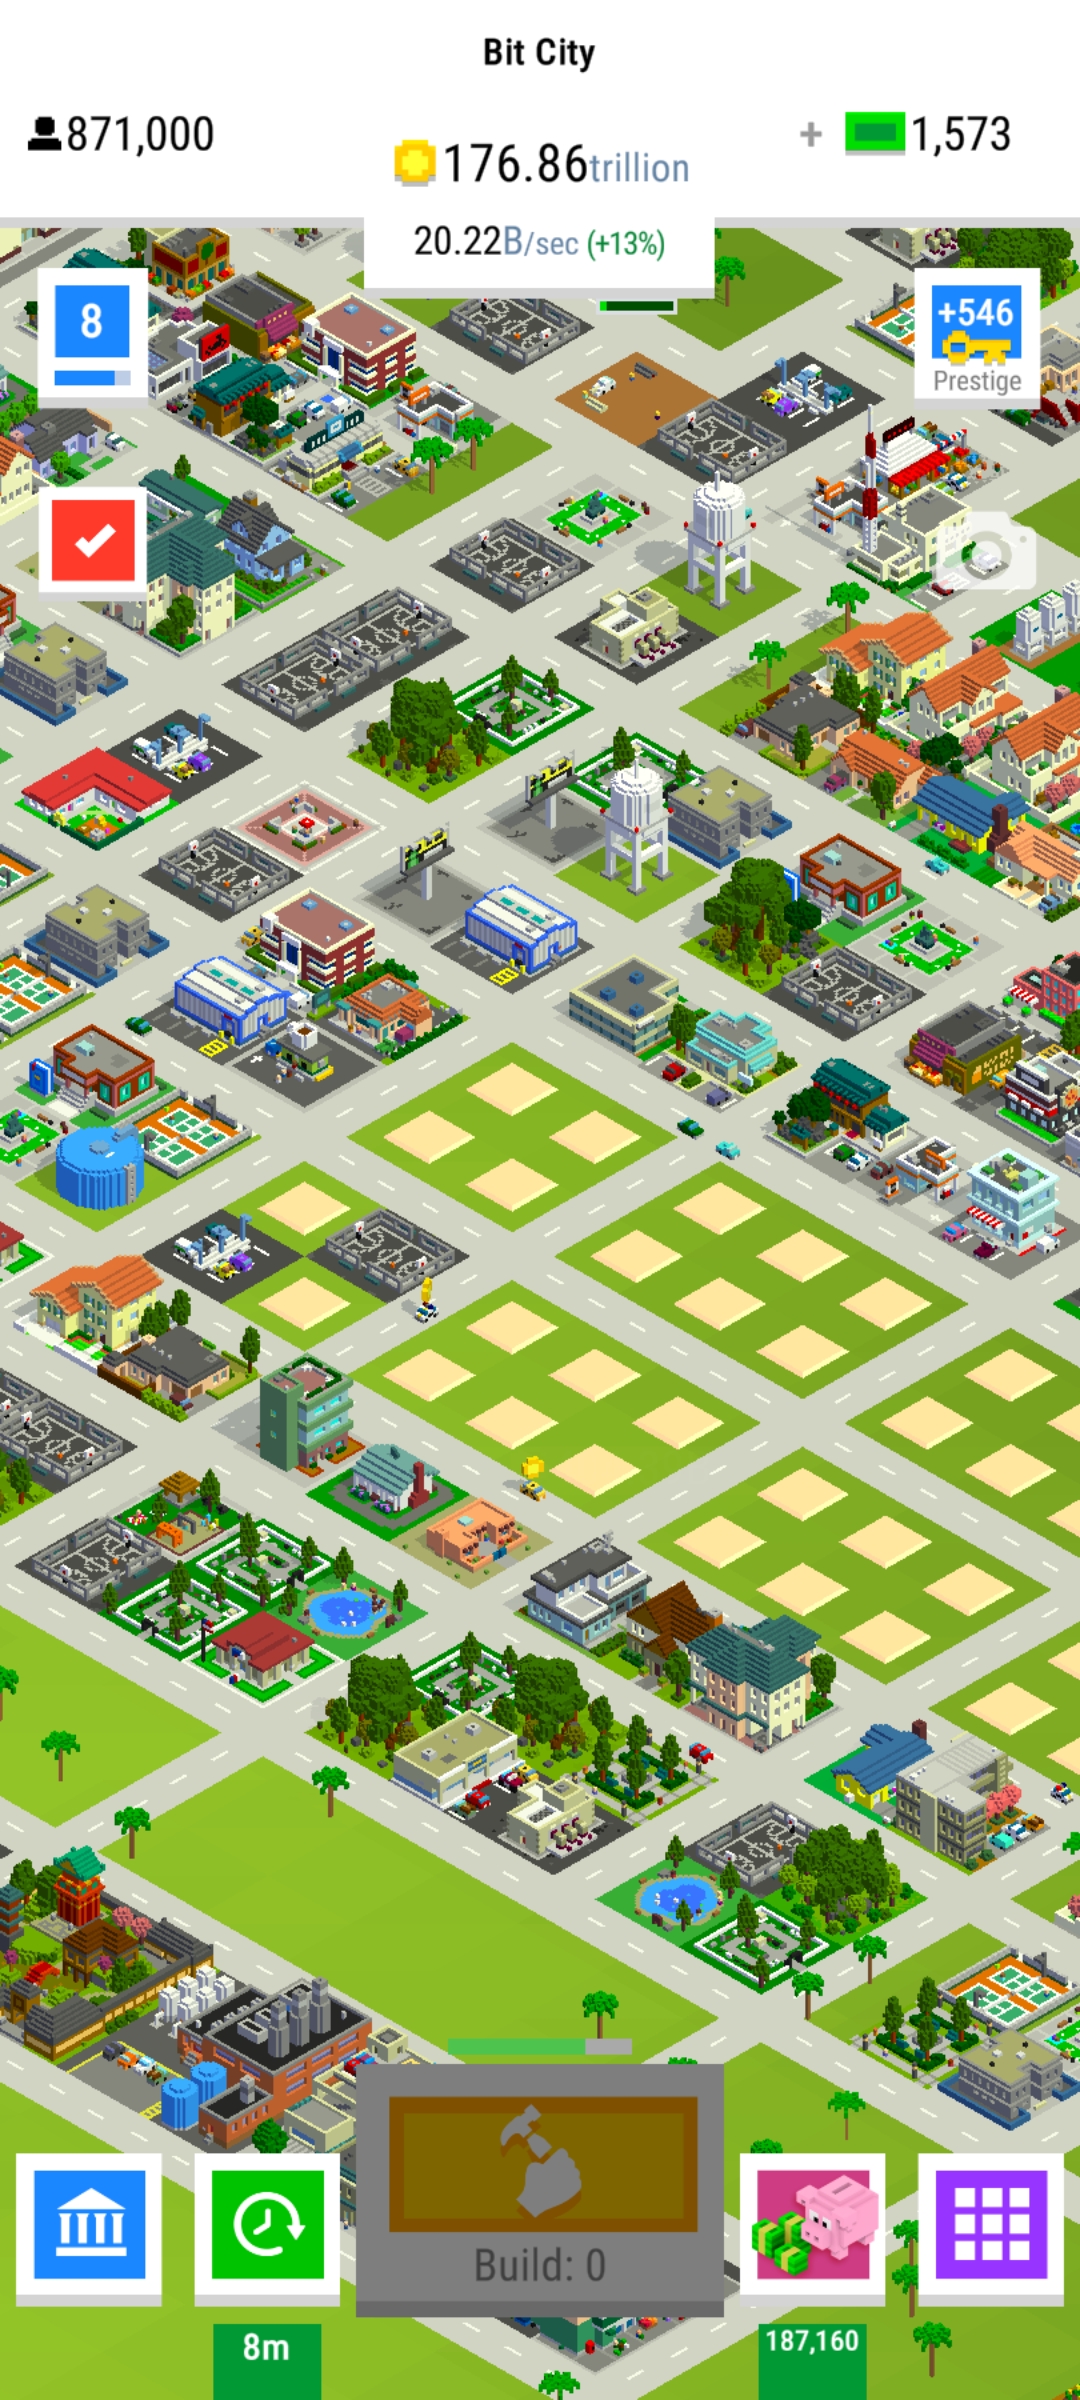 Bit City
871,000
176.86trillion
+ 1,573
20.22B/sec (+13%)
8
+546
Prestige
Build: 0
8m
187,160